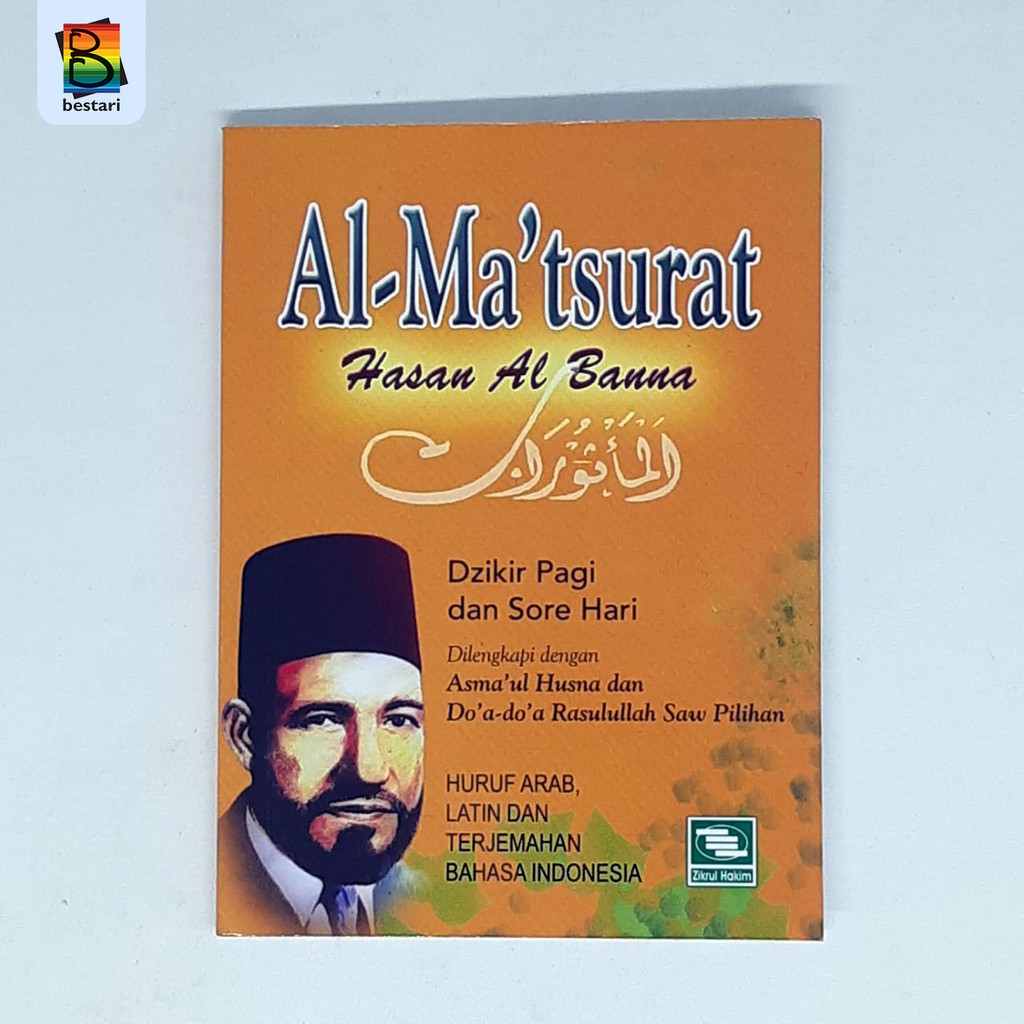 bestari
Al-Ma'tsurat
Hasan Al Banna
اَلْمَأْثُوْرَات
Dzikir Pagi
dan Sore Hari
Dilengkapi dengan
Asma'ul Husna dan
Do'a-do'a Rasulullah Saw Pilihan
HURUF ARAB,
LATIN DAN
TERJEMAHAN
BAHASA INDONESIA
Zikrul Hakim